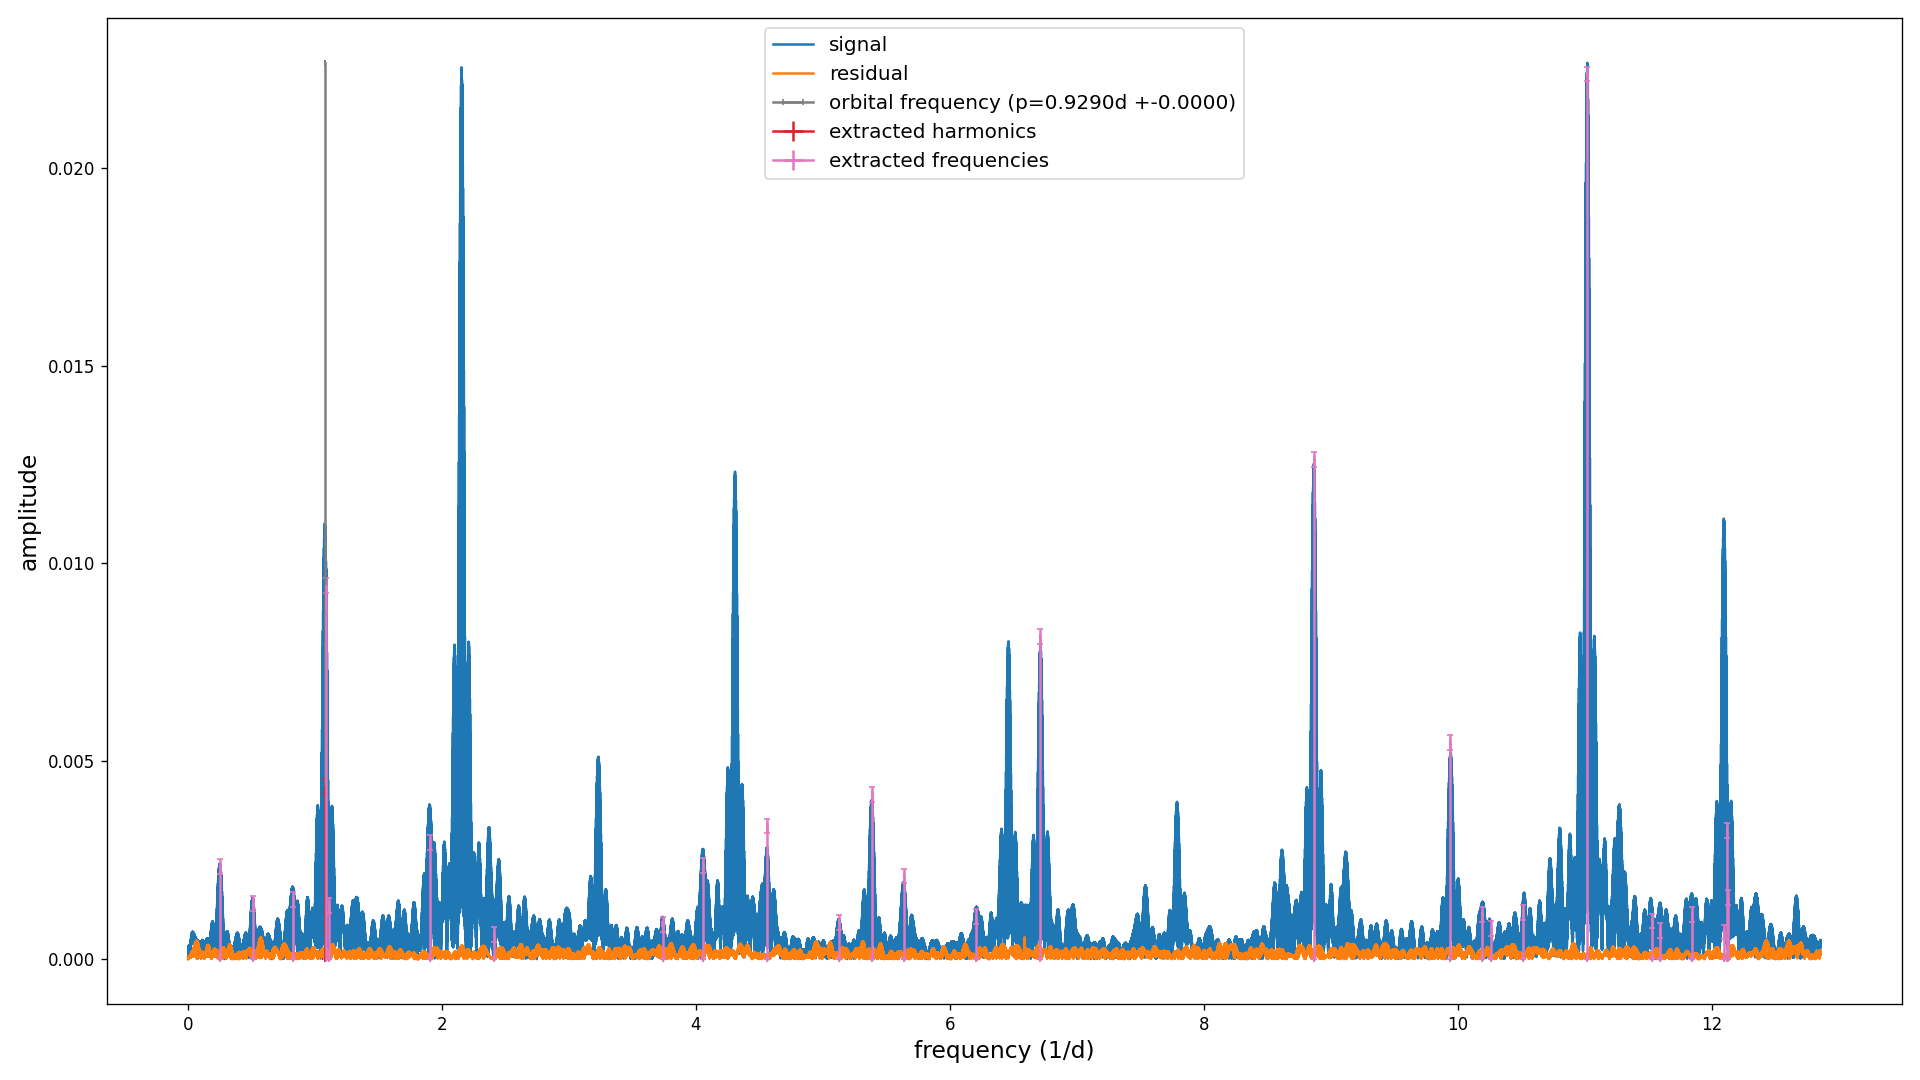 signal
residual
orbital frequency (p=0.9290d +-0.0000)
extracted harmonics
extracted frequencies
0.020
0.015
0.010
0.005
0.000
amplitude
0 2 4 6 8 10 12
frequency (1/d)